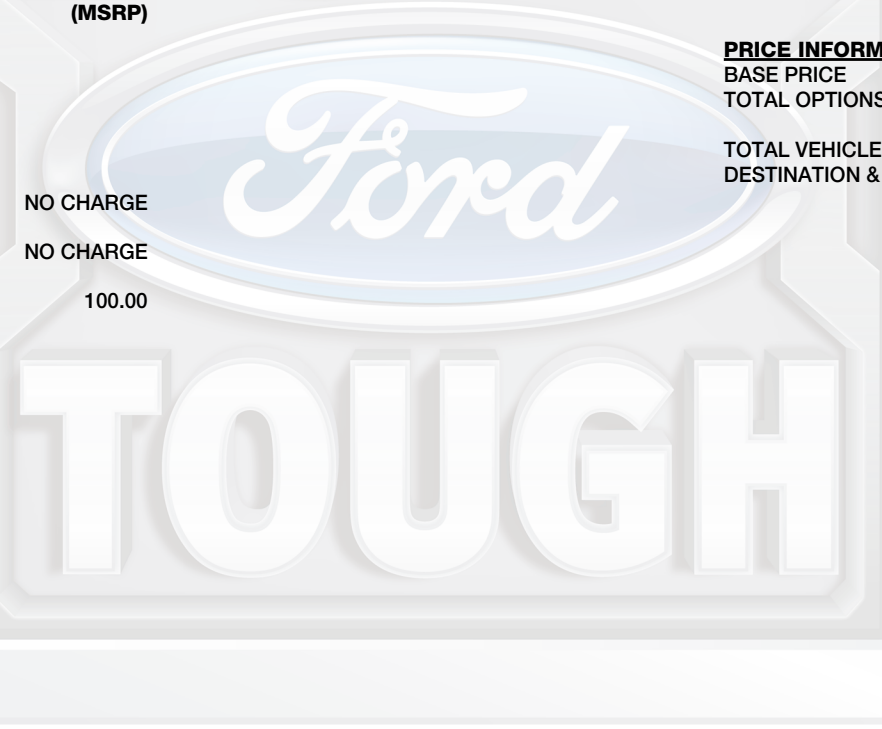 (MSRP)
NO CHARGE
NO CHARGE
100.00
PRICE INFORM
BASE PRICE
TOTAL OPTIONS
TOTAL VEHICLE
DESTINATION &
Ford
TOUGH